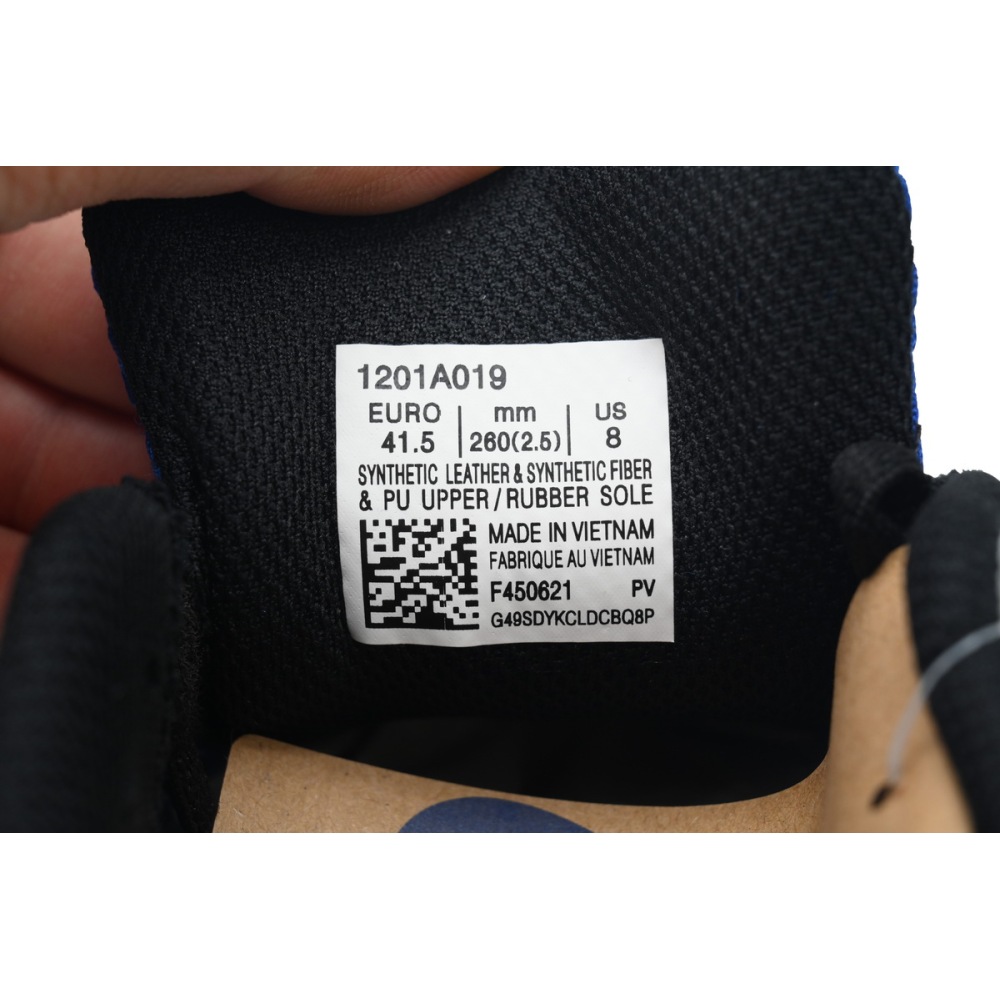 1201A019
EURO | mm | US
41.5 | 260(2.5) | 8
SYNTHETIC LEATHER & SYNTHETIC FIBER
& PU UPPER / RUBBER SOLE
MADE IN VIETNAM
FABRIQUE AU VIETNAM
F450621 PV
G49SDYKCLDCBQ8P